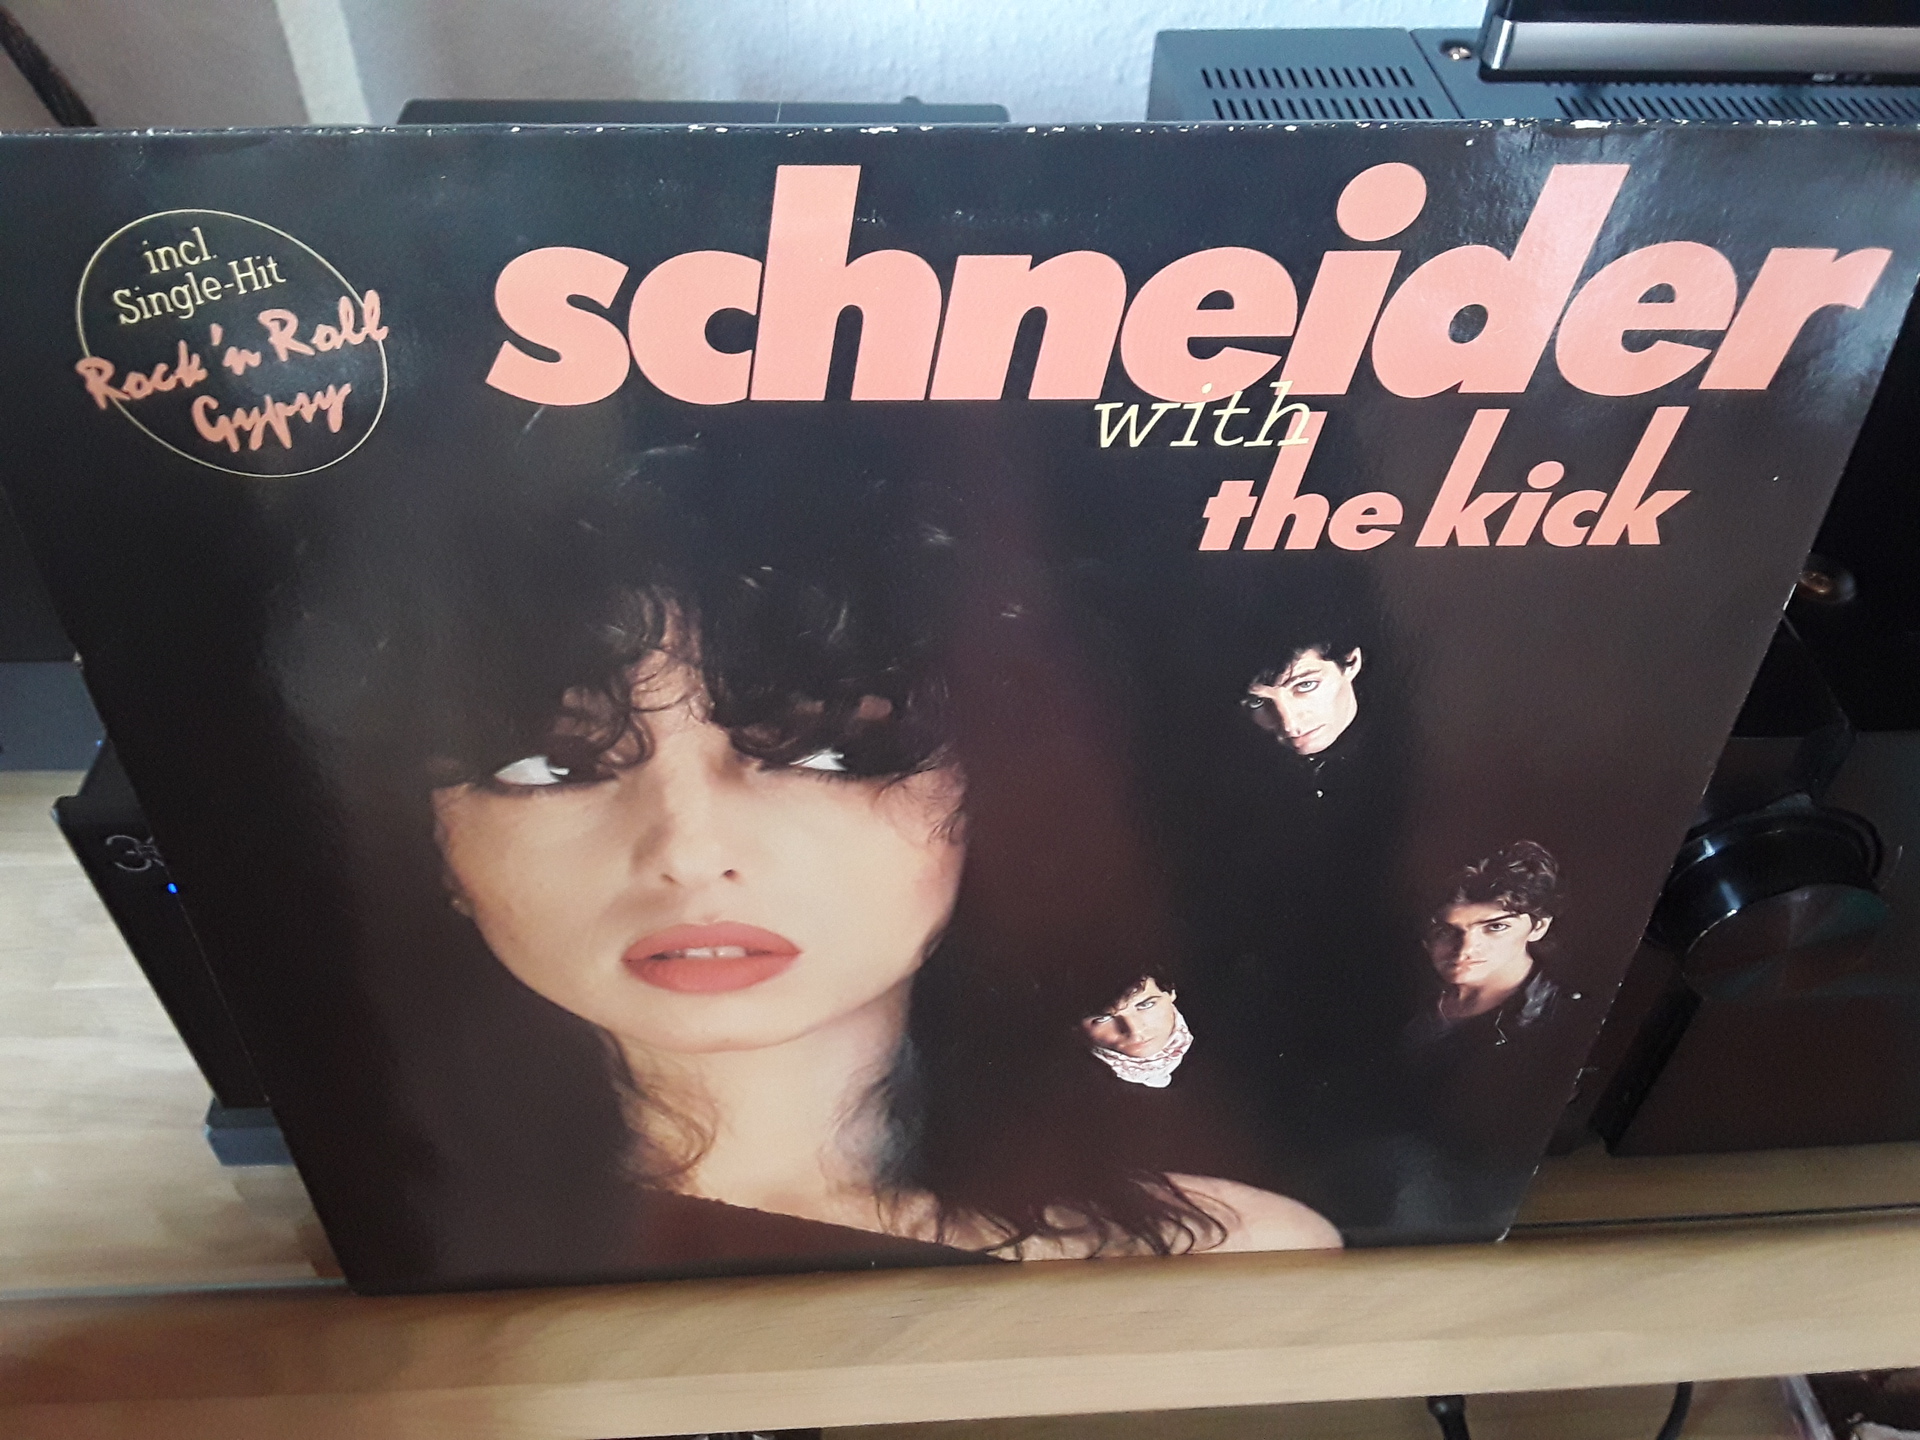 incl.
Single-Hit
Rock'n Roll
Gypsy
schneider
with
the kick